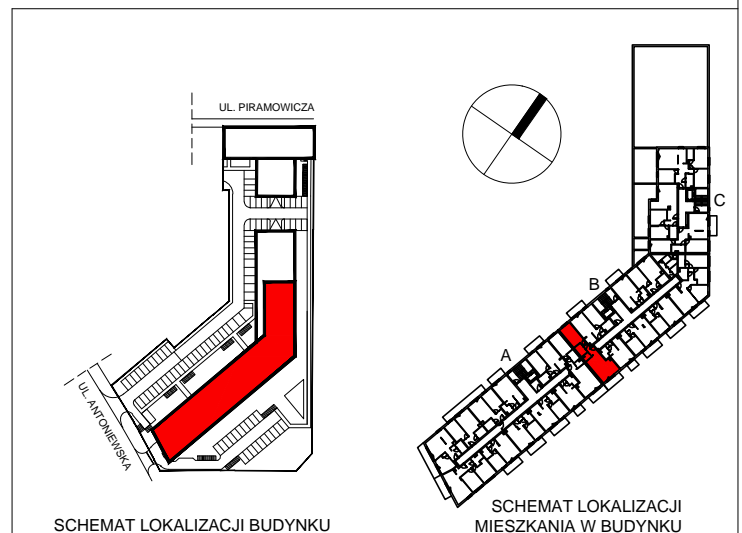 UL. PIRAMOWICZA
C
B
A
UL. ANTONIEWSKA
SCHEMAT LOKALIZACJI BUDYNKU
SCHEMAT LOKALIZACJI
MIESZKANIA W BUDYNKU